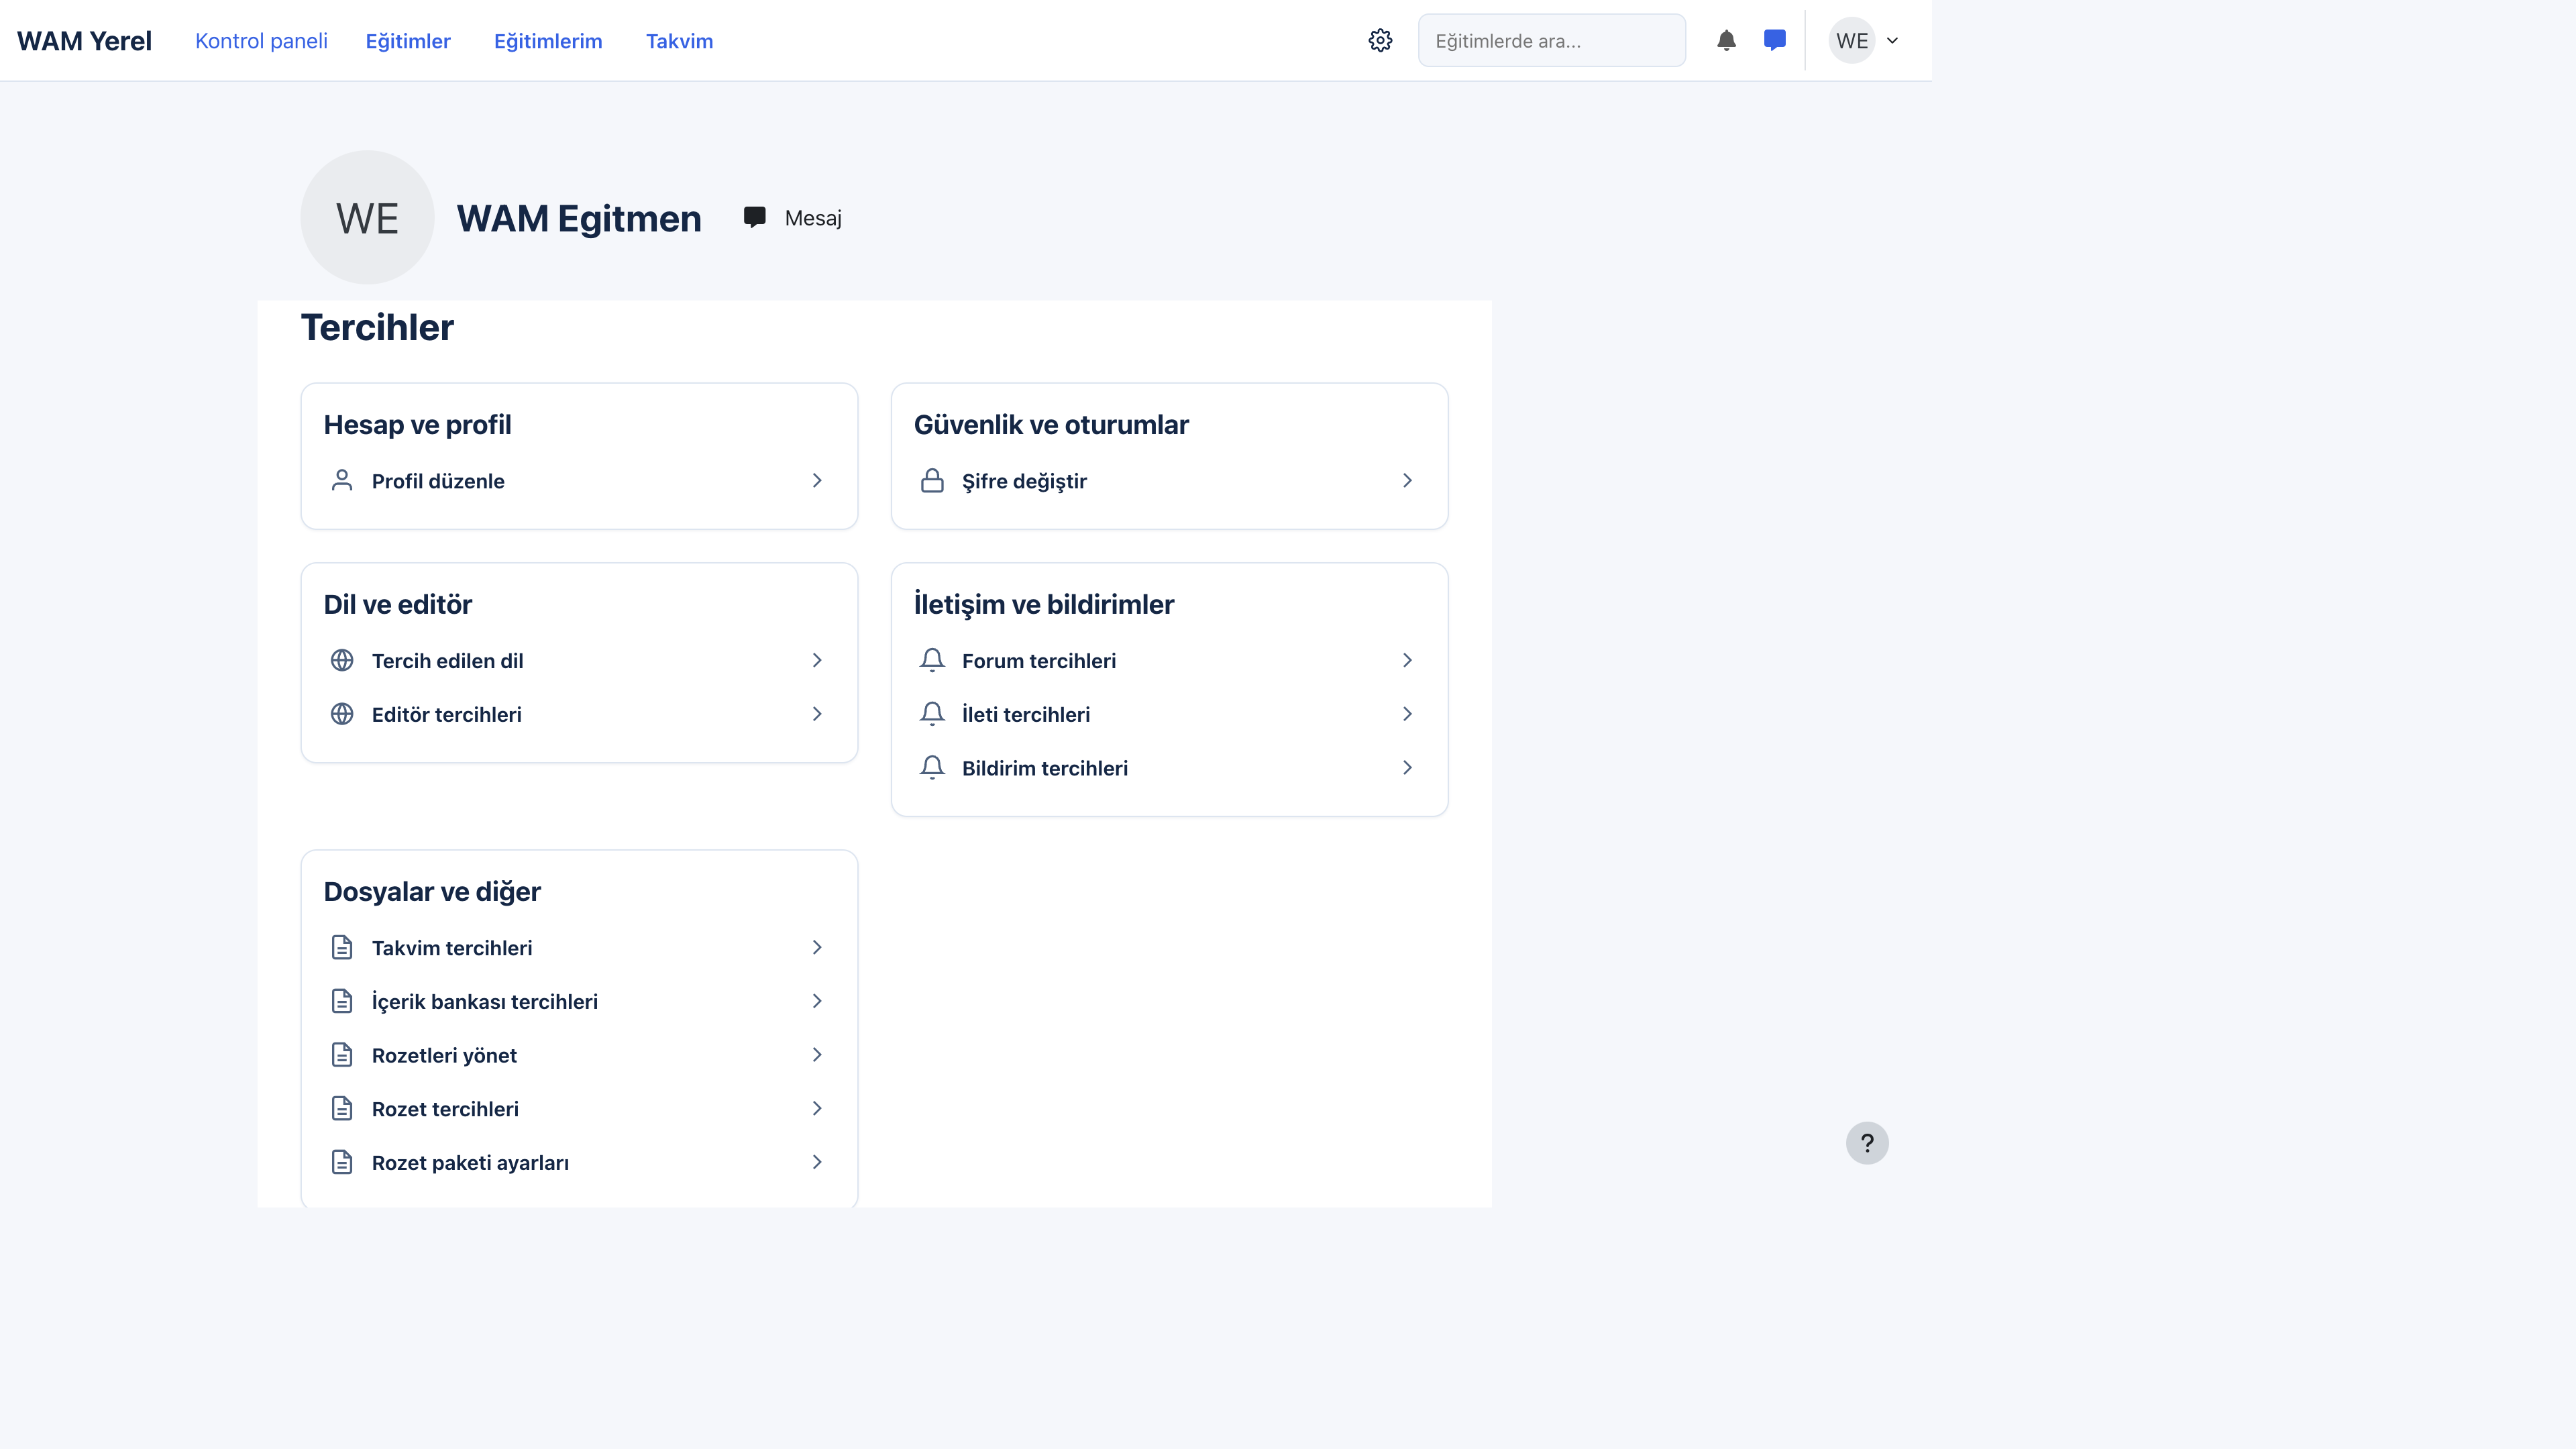 WAM Yerel Kontrol paneli Eğitimler Eğitimlerim Takvim Eğitimlerde ara... WE
WE WAM Egitmen Mesaj
Tercihler
Hesap ve profil
Profil düzenle
Güvenlik ve oturumlar
Şifre değiştir
Dil ve editör
Tercih edilen dil
Editör tercihleri
İletişim ve bildirimler
Forum tercihleri
İleti tercihleri
Bildirim tercihleri
Dosyalar ve diğer
Takvim tercihleri
İçerik bankası tercihleri
Rozetleri yönet
Rozet tercihleri
Rozet paketi ayarları
?